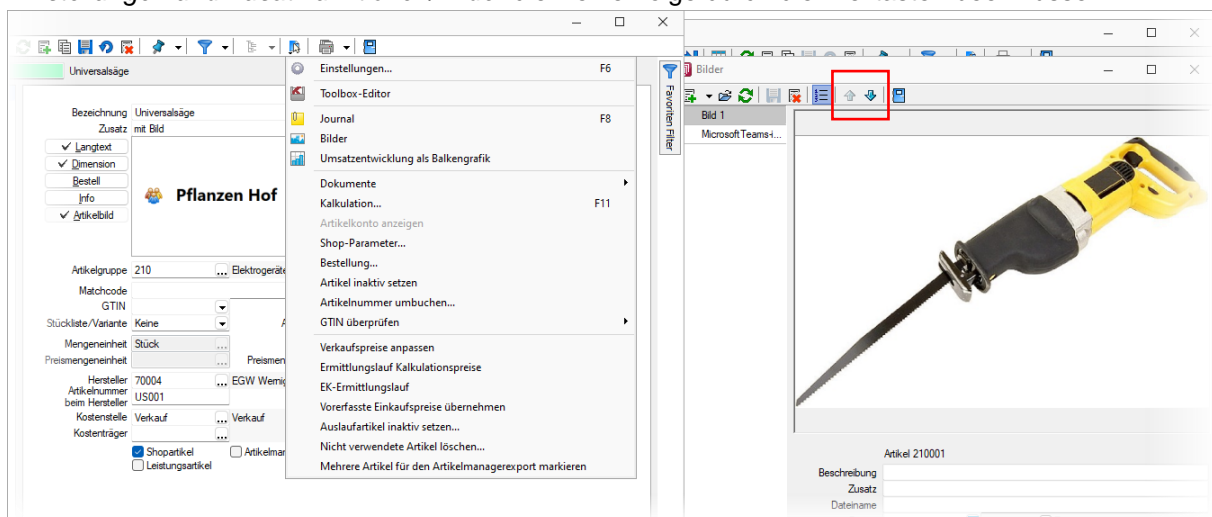 Universalsäge
Bezeichnung Universalsäge
Zusatz mit Bild
Langtext
Dimension
Bestell
Info
Artikelbild
Pflanzen Hof
Artikelgruppe 210 ... Elektrogeräte
Matchcode
GTIN
Stückliste/Variante Keine
Mengeneinheit Stück ...
Preismengeneinheit ... Preismen
Hersteller 70004 ... EGW Wernig
Artikelnummer
beim Hersteller US001
Kostenstelle Verkauf ... Verkauf
Kostenträger ...
Shopartikel Artikelmar
Leistungsartikel
Einstellungen... F6
Toolbox-Editor
Journal F8
Bilder
Umsatzentwicklung als Balkengrafik
Dokumente
Kalkulation... F11
Artikelkonto anzeigen
Shop-Parameter...
Bestellung...
Artikel inaktiv setzen
Artikelnummer umbuchen...
GTIN überprüfen
Verkaufspreise anpassen
Ermittlungslauf Kalkulationspreise
EK-Ermittlungslauf
Vorerfasste Einkaufspreise übernehmen
Auslaufartikel inaktiv setzen...
Nicht verwendete Artikel löschen...
Mehrere Artikel für den Artikelmanagerexport markieren
Favoriten Filter
Bilder
Bild 1
MicrosoftTeams-i...
Artikel 210001
Beschreibung
Zusatz
Dateiname